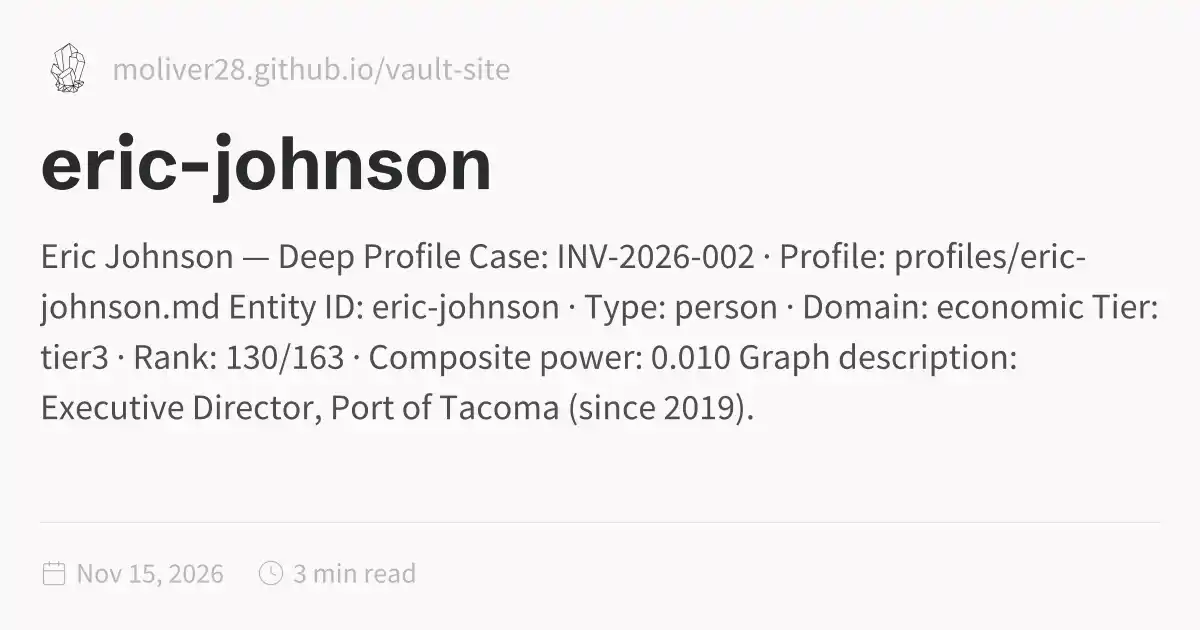 moliver28.github.io/vault-site
eric-johnson
Eric Johnson — Deep Profile Case: INV-2026-002 · Profile: profiles/eric-
johnson.md Entity ID: eric-johnson · Type: person · Domain: economic Tier:
tier3 · Rank: 130/163 · Composite power: 0.010 Graph description:
Executive Director, Port of Tacoma (since 2019).
Nov 15, 2026 3 min read